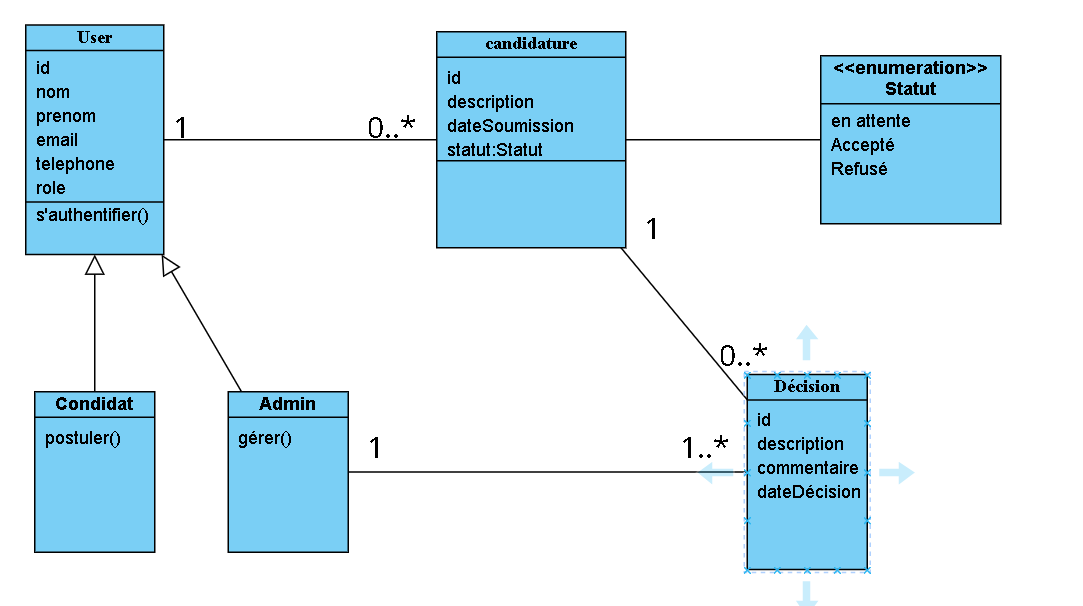 User
id
nom
prenom
email
telephone
role
s'authentifier()
1
0..*
candidature
id
description
dateSoumission
statut:Statut
<<enumeration>>
Statut
en attente
Accepté
Refusé
1
0..*
Condidat
postuler()
Admin
gérer()
1
1..*
Décision
id
description
commentaire
dateDécision